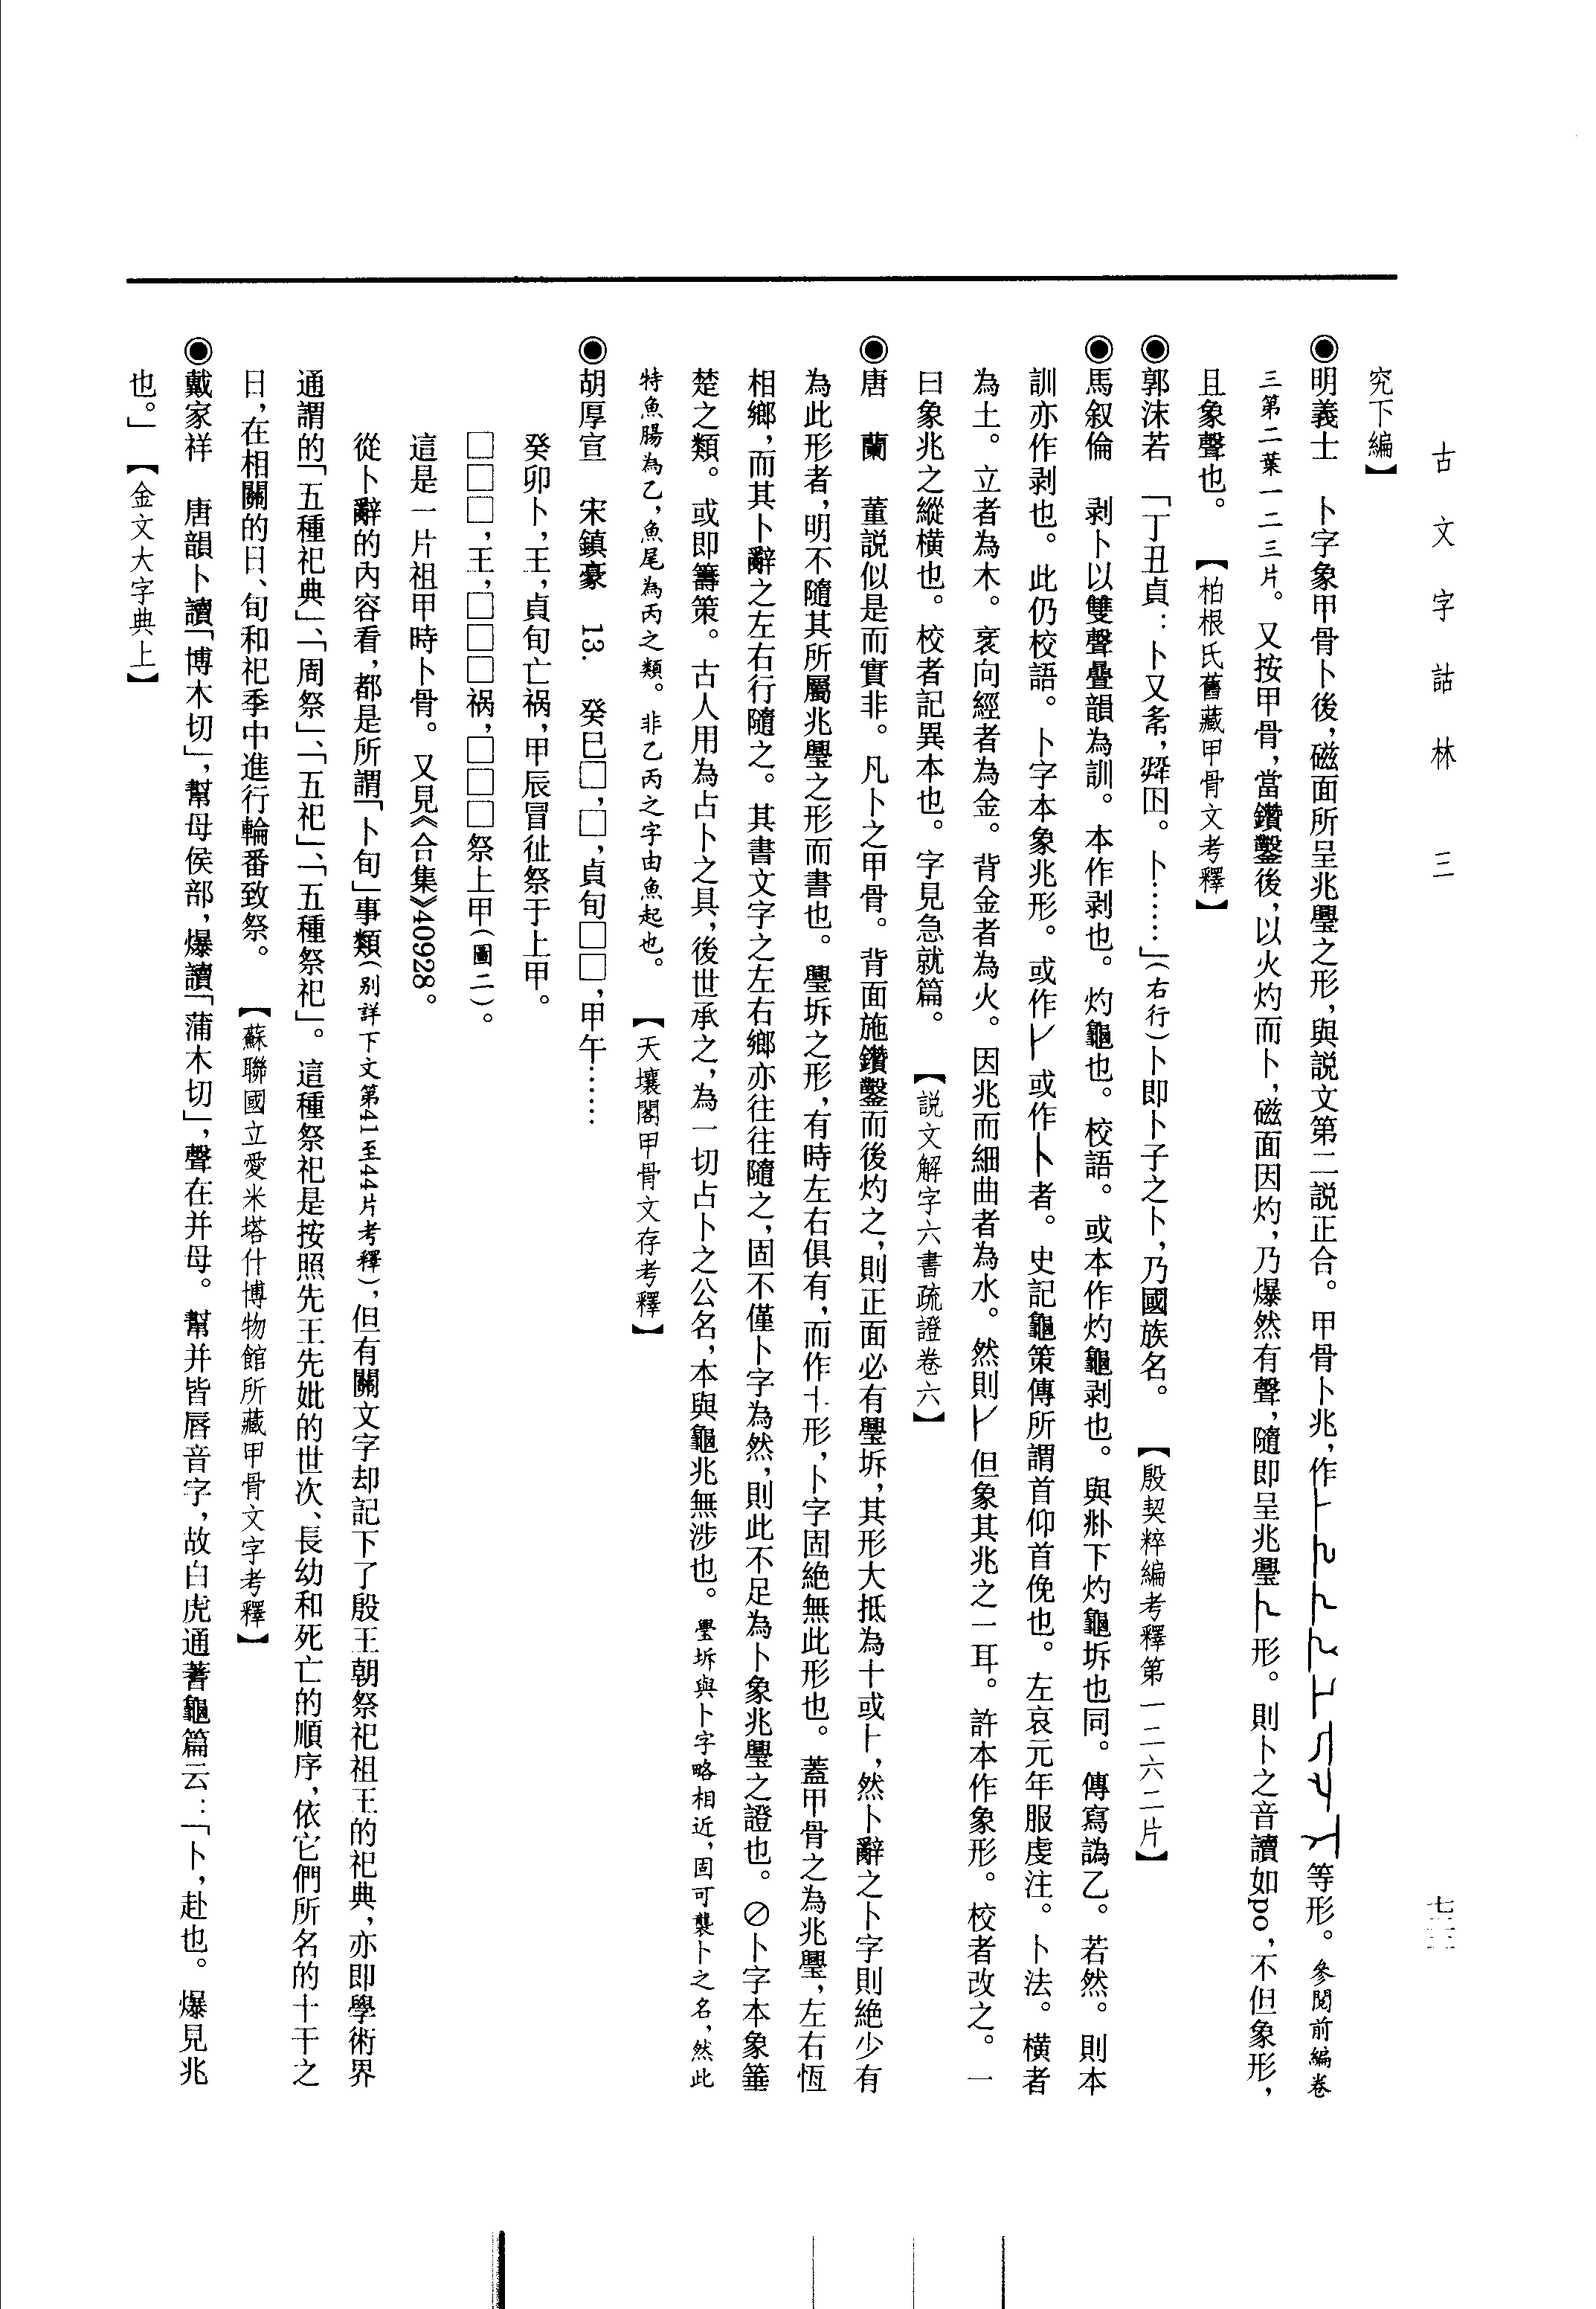 古文字詁林 三
七三三
究下編】
◉明義士 卜字象甲骨卜後，磁面所呈兆璺之形，與説文第二説正合。甲骨卜兆，作等形。參閱前編卷
三第二葉一二三片。又按甲骨，當鑽鑿後，以火灼而卜，磁面因灼，乃爆然有聲，隨即呈兆璺形。則卜之音讀如po，不但象形，
且象聲也。 【柏根氏舊藏甲骨文考釋】
◉郭沫若 「丁丑貞：卜又希，𢍰囚。卜……」（右行）卜即卜子之卜，乃國族名。 【殷契粹編考釋第一二六二片】
◉馬叙倫 剥卜以雙聲疊韻為訓。本作剥也。灼龜也。校語。或本作灼龜剥也。與㸞下灼龜坼也同。傳寫譌乙。若然。則本
訓亦作剥也。此仍校語。卜字本象兆形。或作或作者。史記龜策傳所謂首仰首俛也。左哀元年服虔注。卜法。横者
為土。立者為木。衺向經者為金。背金者為火。因兆而細曲者為水。然則但象其兆之一耳。許本作象形。校者改之。一
曰象兆之縱横也。校者記異本也。字見急就篇。 【説文解字六書疏證卷六】
◉唐 蘭 董説似是而實非。凡卜之甲骨。背面施鑽鑿而後灼之，則正面必有璺坼，其形大抵為十或⺊，然卜辭之卜字則絶少有
為此形者，明不隨其所屬兆璺之形而書也。璺坼之形，有時左右俱有，而作十形，卜字固絶無此形也。蓋甲骨之為兆璺，左右恆
相鄉，而其卜辭之左右行隨之。其書文字之左右鄉亦往往隨之，固不僅卜字為然，則此不足為卜象兆璺之證也。⊘卜字本象箠
楚之類。或即籌策。古人用為占卜之具，後世承之，為一切占卜之公名，本與龜兆無涉也。璺坼與卜字略相近，固可襲卜之名，然此
特魚腸為乙，魚尾為丙之類。非乙丙之字由魚起也。 【天壤閣甲骨文存考釋】
◉胡厚宣 宋鎮豪 13. 癸巳□，□，貞旬□□，甲午……
癸卯卜，王，貞旬亡禍，甲辰冒㣔祭于上甲。
□□□，王，□□□禍，□□□祭上甲（圖二）。
這是一片祖甲時卜骨。又見《合集》40928。
從卜辭的內容看，都是所謂「卜旬」事類（别詳下文第41至44片考釋），但有關文字却記下了殷王朝祭祀祖王的祀典，亦即學術界
通謂的「五種祀典」、「周祭」、「五祀」、「五種祭祀」。這種祭祀是按照先王先妣的世次、長幼和死亡的順序，依它們所名的十干之
日，在相關的日、旬和祀季中進行輪番致祭。 【蘇聯國立愛米塔什博物館所藏甲骨文字考釋】
◉戴家祥 唐韻卜讀「博木切」，幫母侯部，爆讀「蒲木切」，聲在并母。幫并皆唇音字，故白虎通蓍龜篇云：「卜，赴也。爆見兆
也。」 【金文大字典上】